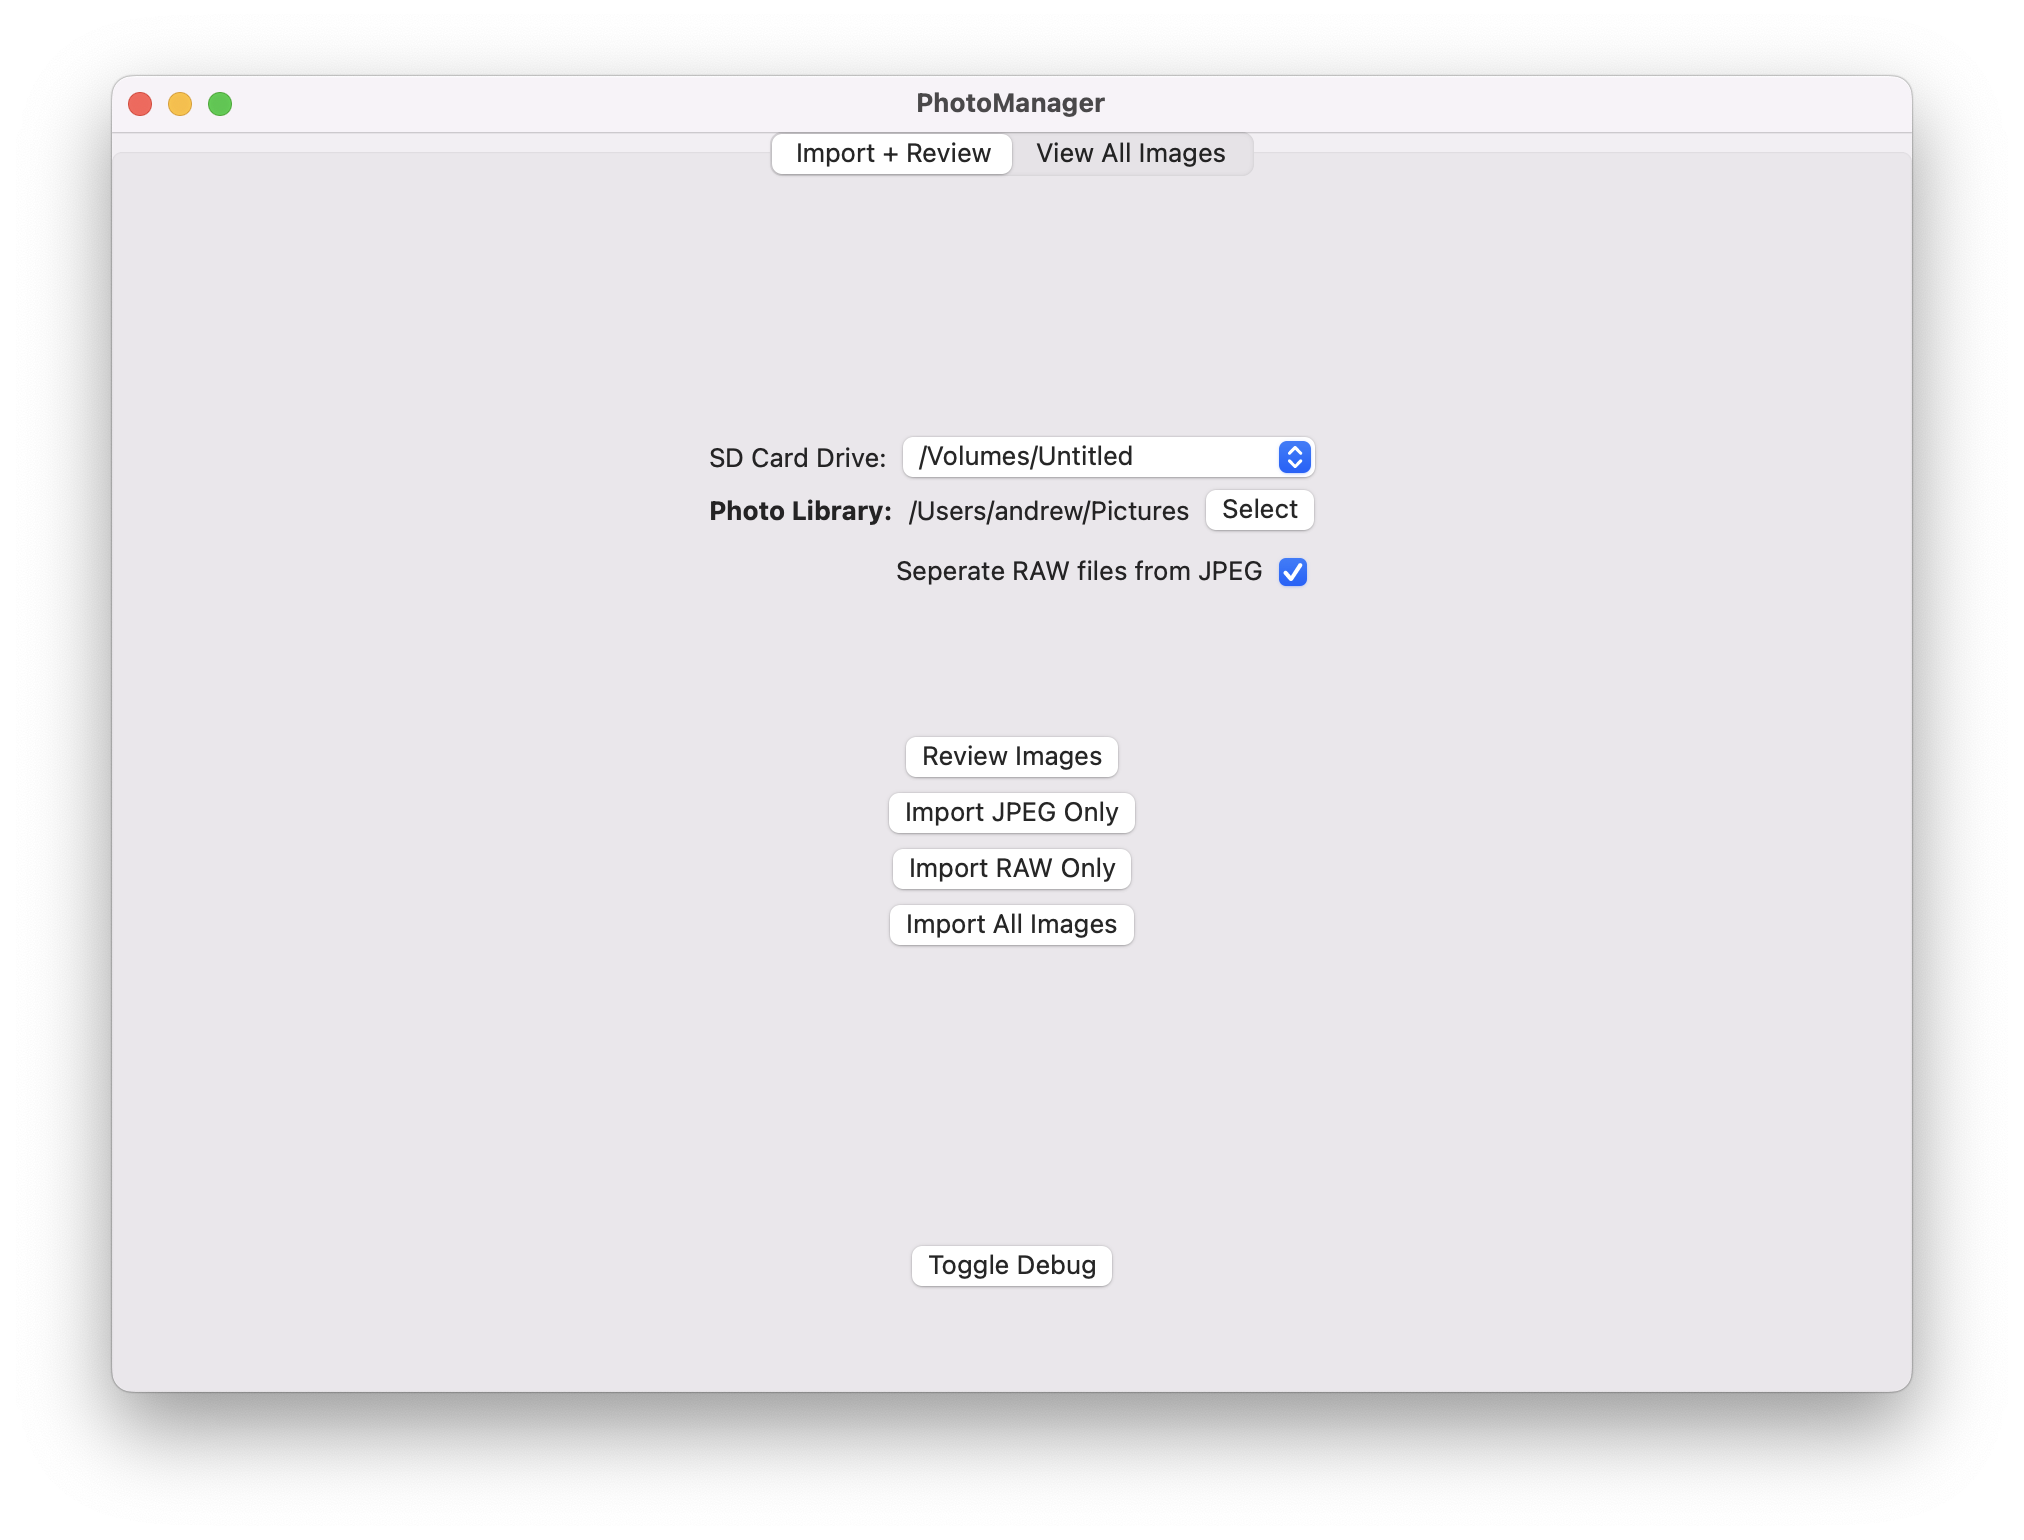 PhotoManager
Import + Review View All Images
SD Card Drive: /Volumes/Untitled
Photo Library: /Users/andrew/Pictures Select
Seperate RAW files from JPEG
Review Images
Import JPEG Only
Import RAW Only
Import All Images
Toggle Debug